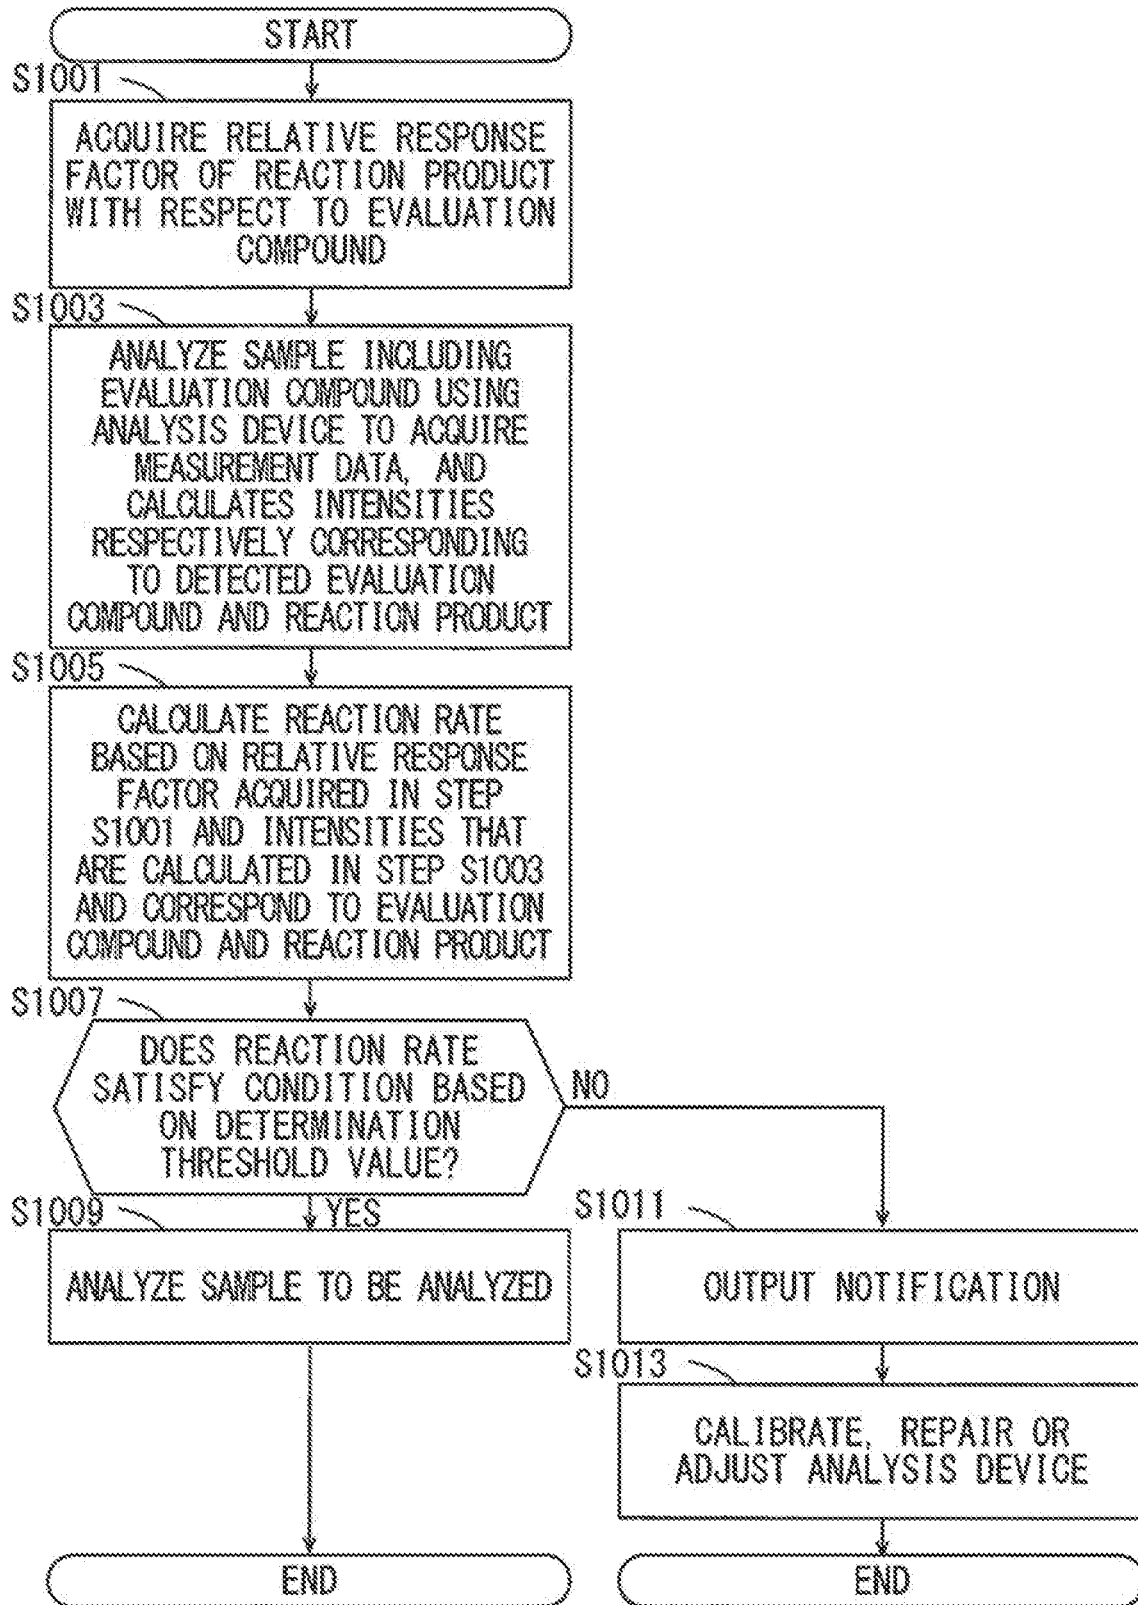 START
S1001
ACQUIRE RELATIVE RESPONSE
FACTOR OF REACTION PRODUCT
WITH RESPECT TO EVALUATION
COMPOUND
S1003
ANALYZE SAMPLE INCLUDING
EVALUATION COMPOUND USING
ANALYSIS DEVICE TO ACQUIRE
MEASUREMENT DATA, AND
CALCULATES INTENSITIES
RESPECTIVELY CORRESPONDING
TO DETECTED EVALUATION
COMPOUND AND REACTION PRODUCT
S1005
CALCULATE REACTION RATE
BASED ON RELATIVE RESPONSE
FACTOR ACQUIRED IN STEP
S1001 AND INTENSITIES THAT
ARE CALCULATED IN STEP S1003
AND CORRESPOND TO EVALUATION
COMPOUND AND REACTION PRODUCT
S1007
DOES REACTION RATE
SATISFY CONDITION BASED
ON DETERMINATION
THRESHOLD VALUE?
NO
YES
S1009
ANALYZE SAMPLE TO BE ANALYZED
END
S1011
OUTPUT NOTIFICATION
S1013
CALIBRATE, REPAIR OR
ADJUST ANALYSIS DEVICE
END